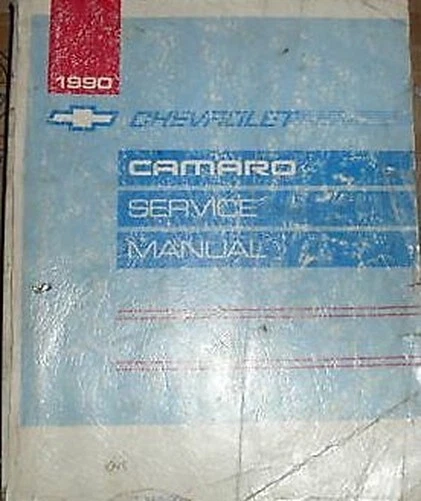 1990
CHEVROLET
CAMARO
SERVICE
MANUAL